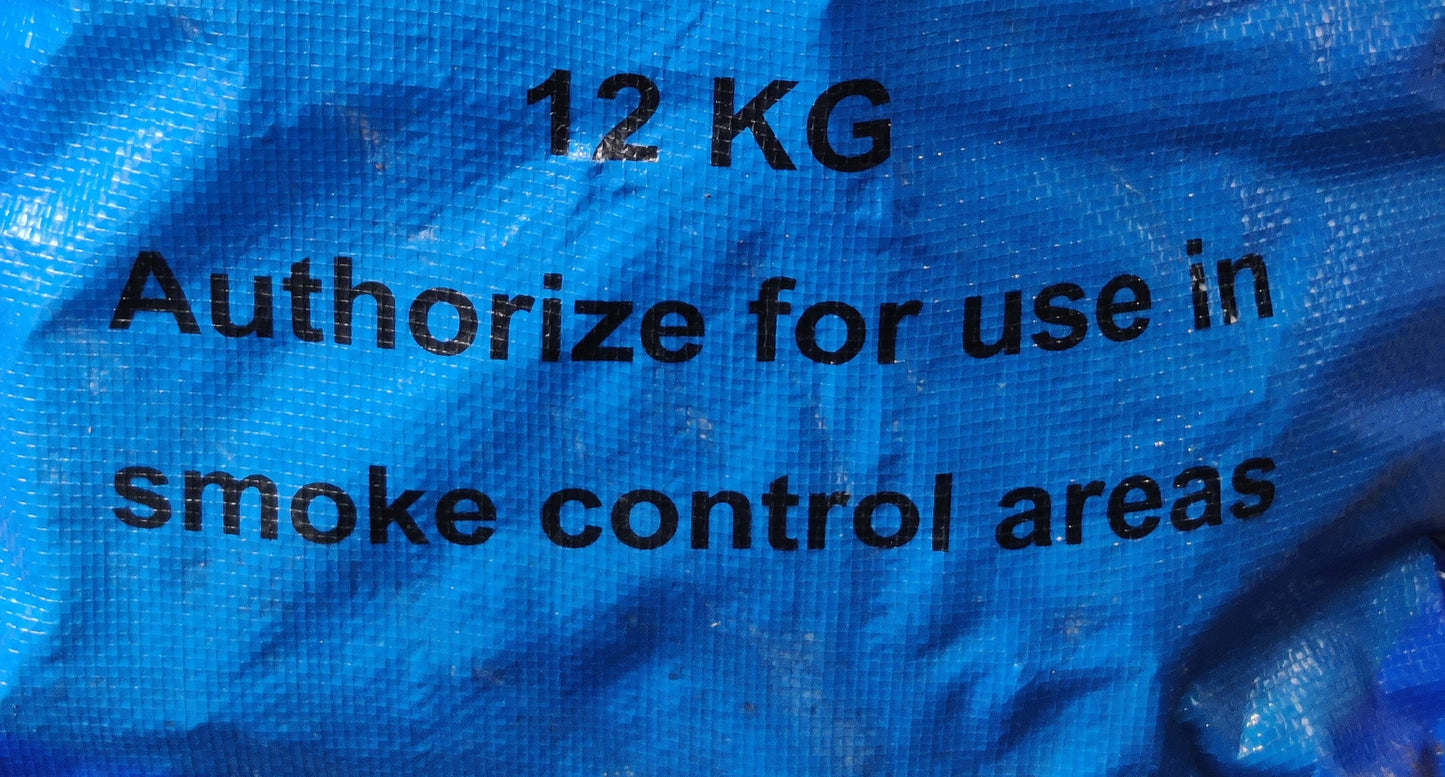 12 KG
Authorize for use in
smoke control areas